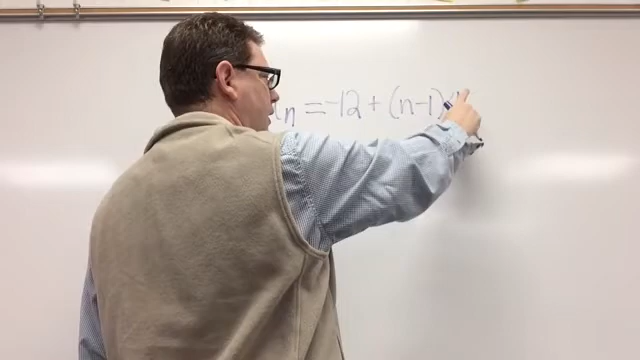 n = -12 + (n-1)